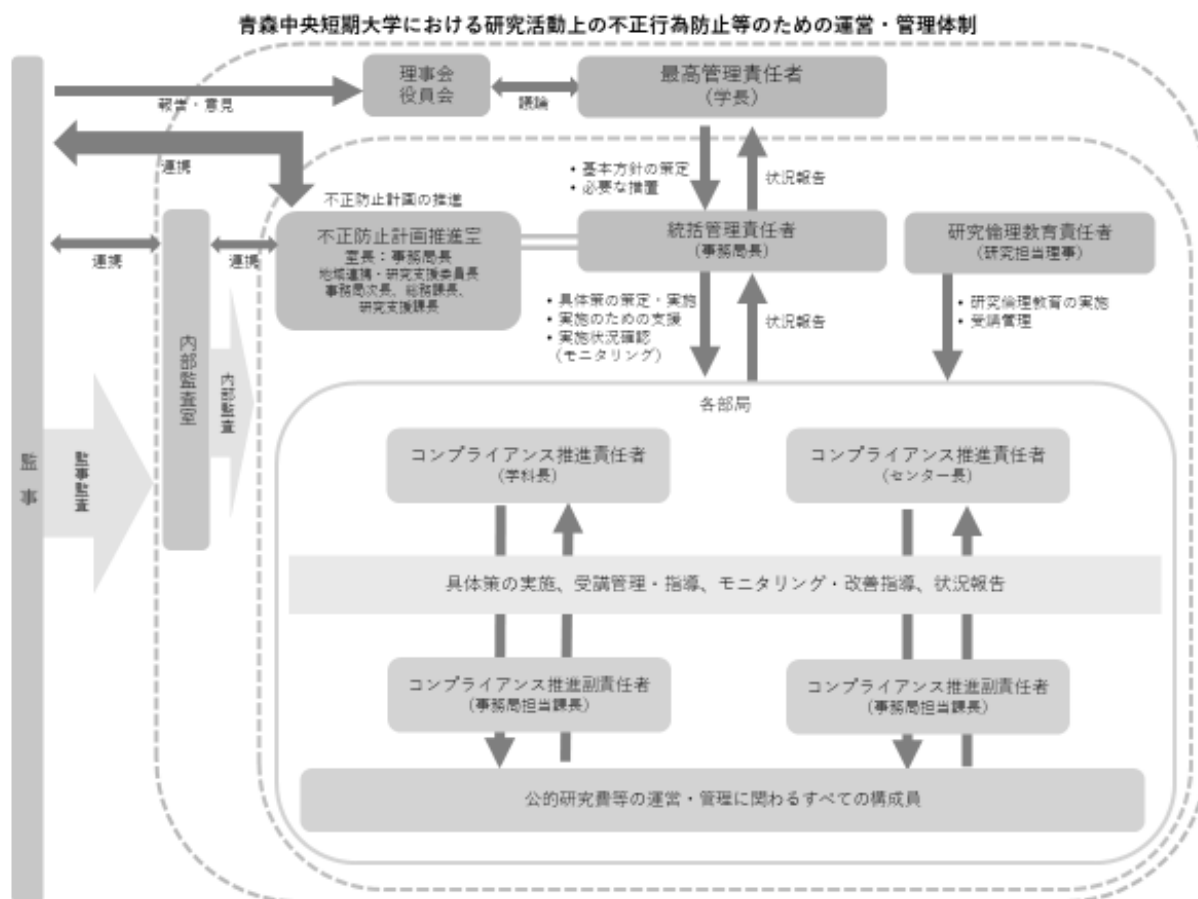 青森中央短期大学における研究活動上の不正行為防止等のための運営・管理体制
理事会
役員会
議論
最高管理責任者
(学長)
報告・意見
連携
• 基本方針の策定
• 必要な措置
状況報告
不正防止計画の推進
不正防止計画推進室
室長：事務局長
地域連携・研究支援委員長
事務局次長、総務課長、
研究支援課長
統括管理責任者
(事務局長)
研究倫理教育責任者
(研究担当理事)
連携
連携
• 具体策の策定・実施
• 実施のための支援
• 実施状況確認
(モニタリング)
状況報告
• 研究倫理教育の実施
• 受講管理
監事
監事監査
内部監査室
内部監査
各部局
コンプライアンス推進責任者
(学科長)
コンプライアンス推進責任者
(センター長)
具体策の実施、受講管理・指導、モニタリング・改善指導、状況報告
コンプライアンス推進副責任者
(事務局担当課長)
コンプライアンス推進副責任者
(事務局担当課長)
公的研究費等の運営・管理に関わるすべての構成員